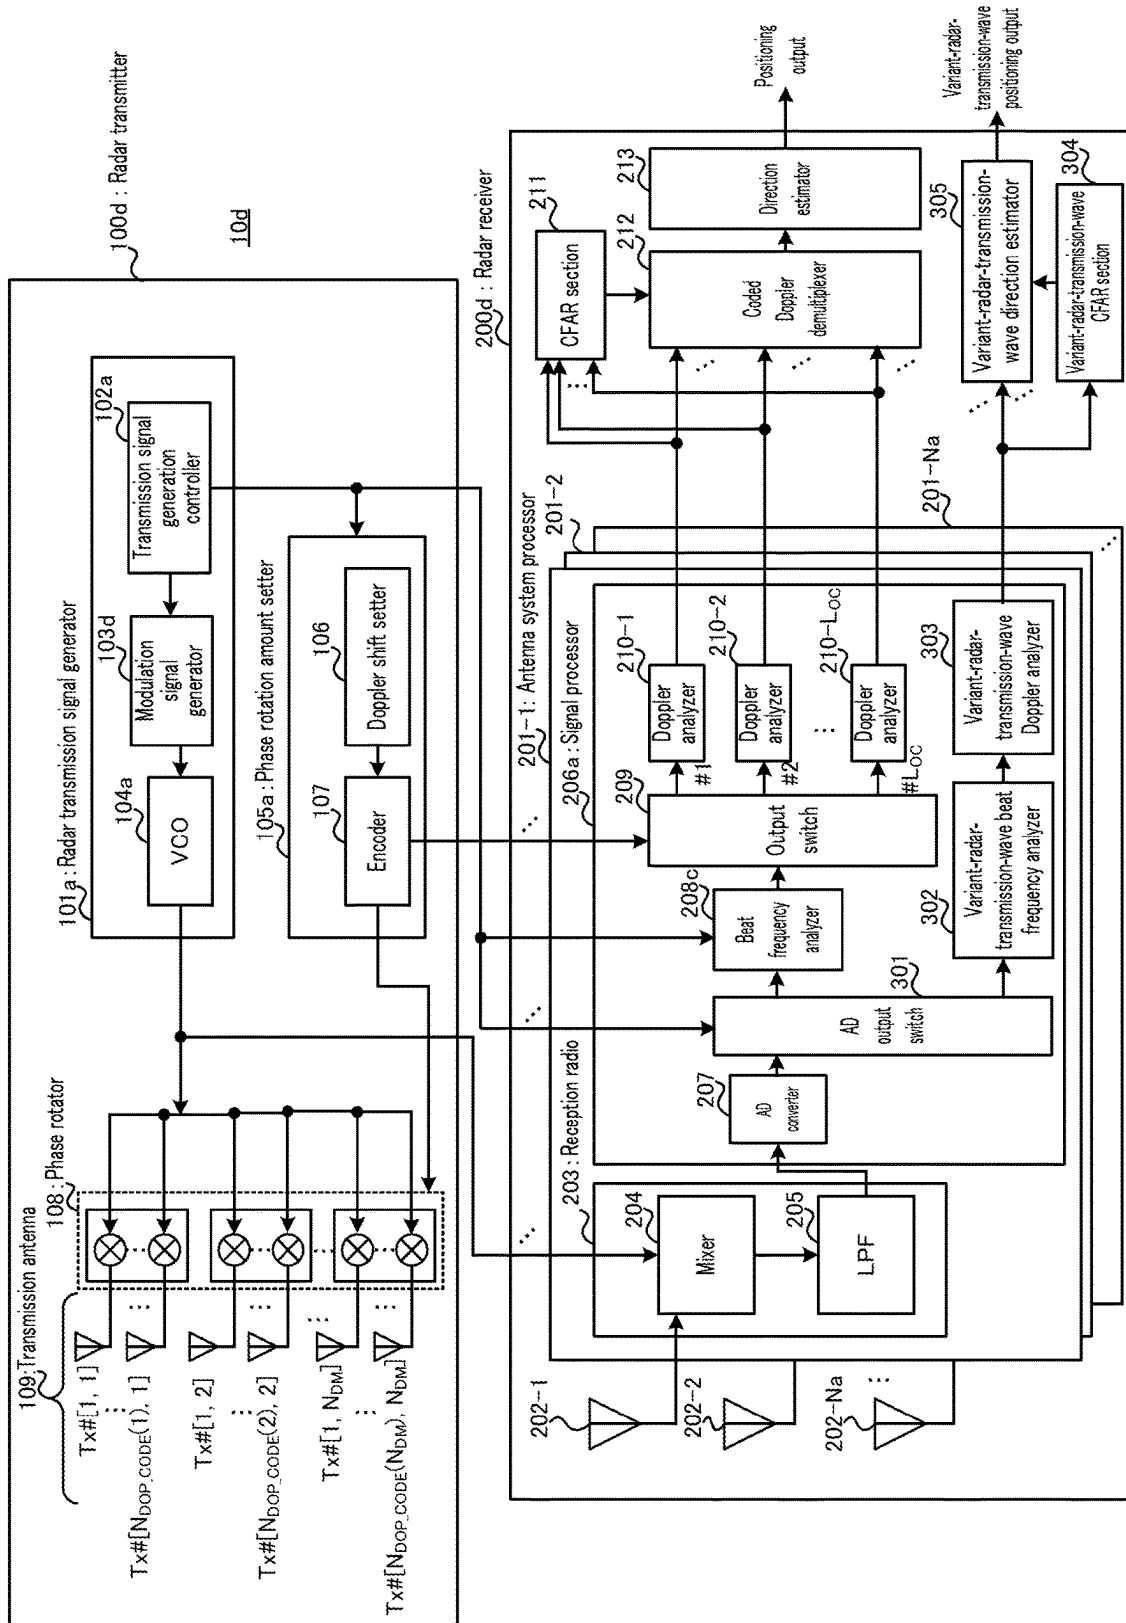 10d
100d : Radar transmitter
101a : Radar transmission signal generator
102a
Transmission signal
generation
controller
103d
Modulation
signal
generator
104a
VCO
105a : Phase rotation amount setter
106
Doppler shift setter
107
Encoder
108 : Phase rotator
109 : Transmission antenna
Tx#[1, 1]
Tx#[NDOP_CODE(1), 1]
Tx#[1, 2]
Tx#[NDOP_CODE(2), 2]
Tx#[1, NDM]
Tx#[NDOP_CODE(NDM), NDM]
200d : Radar receiver
201-1 : Antenna system processor
201-2
201-Na
202-1
202-2
202-Na
203 : Reception radio
204
Mixer
205
LPF
206a : Signal processor
207
AD
converter
301
AD
output
switch
208c
Beat
frequency
analyzer
209
Output
switch
#1
#2
#LOC
210-1
Doppler
analyzer
210-2
Doppler
analyzer
210-LOC
Doppler
analyzer
302
Variant-radar-
transmission-wave beat
frequency analyzer
303
Variant-radar-
transmission-wave
Doppler analyzer
211
CFAR section
212
Coded
Doppler
demultiplexer
213
Direction
estimator
Positioning
output
305
Variant-radar-transmission-
wave direction estimator
304
Variant-radar-transmission-wave
CFAR section
Variant-radar-
transmission-wave
positioning output